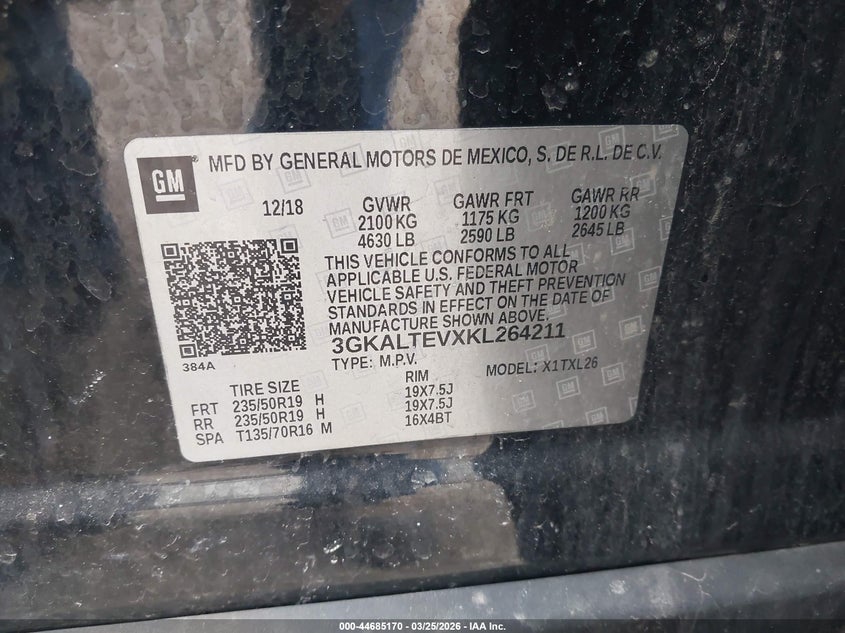 GM
MFD BY GENERAL MOTORS DE MEXICO, S. DE R.L. DE C.V.
12/18
GVWR GAWR FRT GAWR RR
2100 KG 1175 KG 1200 KG
4630 LB 2590 LB 2645 LB
THIS VEHICLE CONFORMS TO ALL
APPLICABLE U.S. FEDERAL MOTOR
VEHICLE SAFETY AND THEFT PREVENTION
STANDARDS IN EFFECT ON THE DATE OF
MANUFACTURE SHOWN ABOVE.
3GKALTEVXKL264211
384A
TYPE: M.P.V. MODEL: X1TXL26
TIRE SIZE RIM
FRT 235/50R19 H 19X7.5J
RR 235/50R19 H 19X7.5J
SPA T135/70R16 M 16X4BT
000-44685170 - 03/25/2026 - IAA Inc.